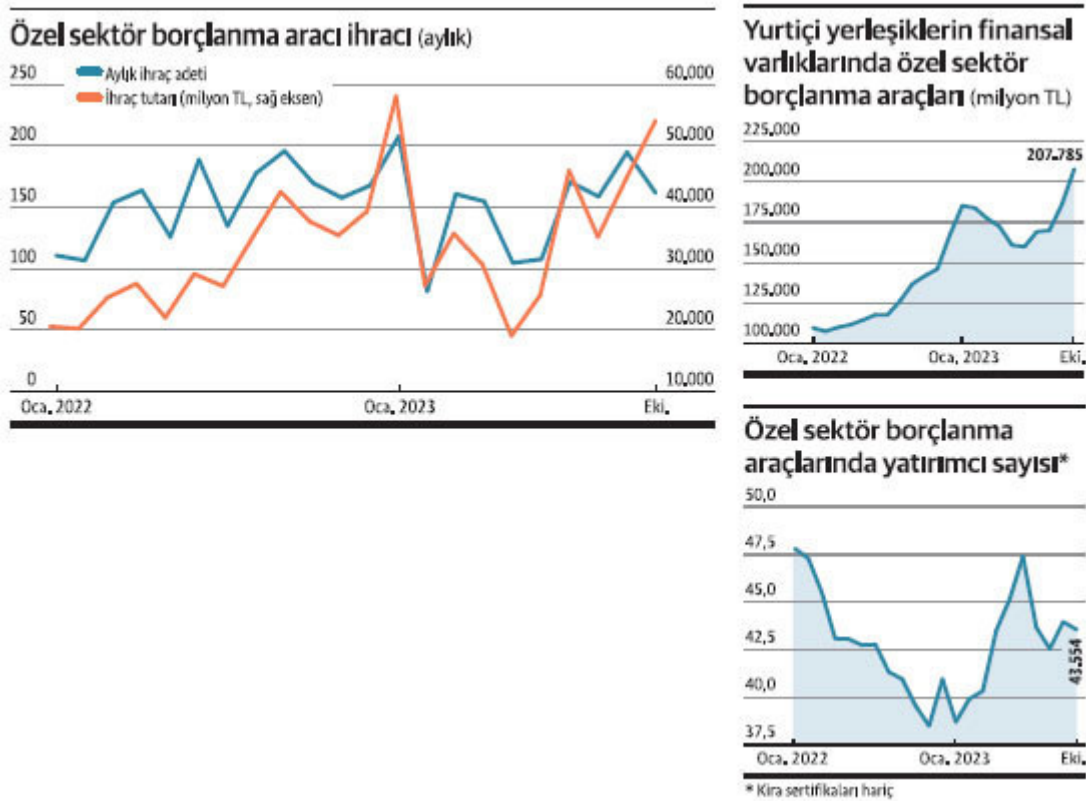 Özel sektör borçlanma aracı ihracı (aylık)
250
60.000
Aylık ihraç adeti
İhraç tutarı (milyon TL, sağ eksen)
200
50.000
150
40.000
100
30.000
50
20.000
0
10.000
Oca. 2022
Oca. 2023
Eki.
Yurtiçi yerleşiklerin finansal
varlıklarında özel sektör
borçlanma araçları (milyon TL)
225.000
207.785
200.000
175.000
150.000
125.000
100.000
Oca. 2022
Oca. 2023
Eki.
Özel sektör borçlanma
araçlarında yatırımcı sayısı*
50,0
47,5
45,0
42,5
43.554
40,0
37,5
Oca. 2022
Oca. 2023
Eki.
* Kira sertifikaları hariç